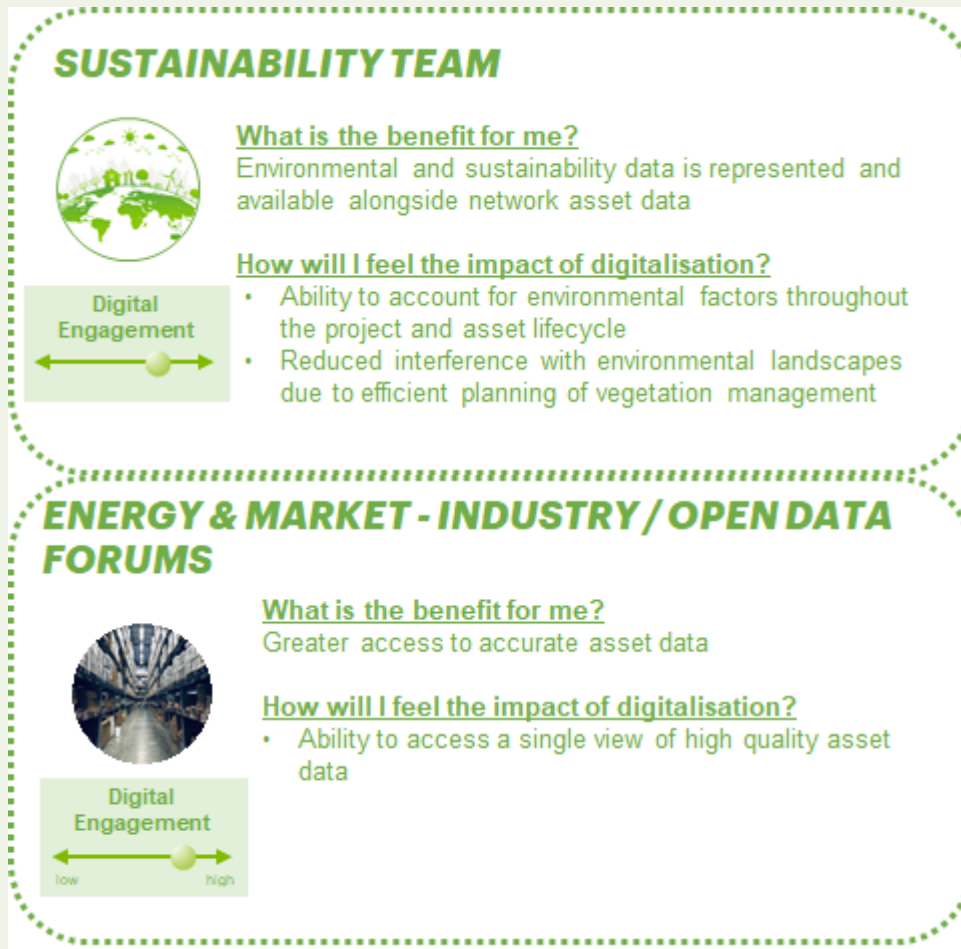 SUSTAINABILITY TEAM
What is the benefit for me?
Environmental and sustainability data is represented and
available alongside network asset data
How will I feel the impact of digitalisation?
• Ability to account for environmental factors throughout
the project and asset lifecycle
• Reduced interference with environmental landscapes
due to efficient planning of vegetation management
Digital
Engagement
ENERGY & MARKET - INDUSTRY / OPEN DATA
FORUMS
What is the benefit for me?
Greater access to accurate asset data
How will I feel the impact of digitalisation?
• Ability to access a single view of high quality asset
data
Digital
Engagement
low high